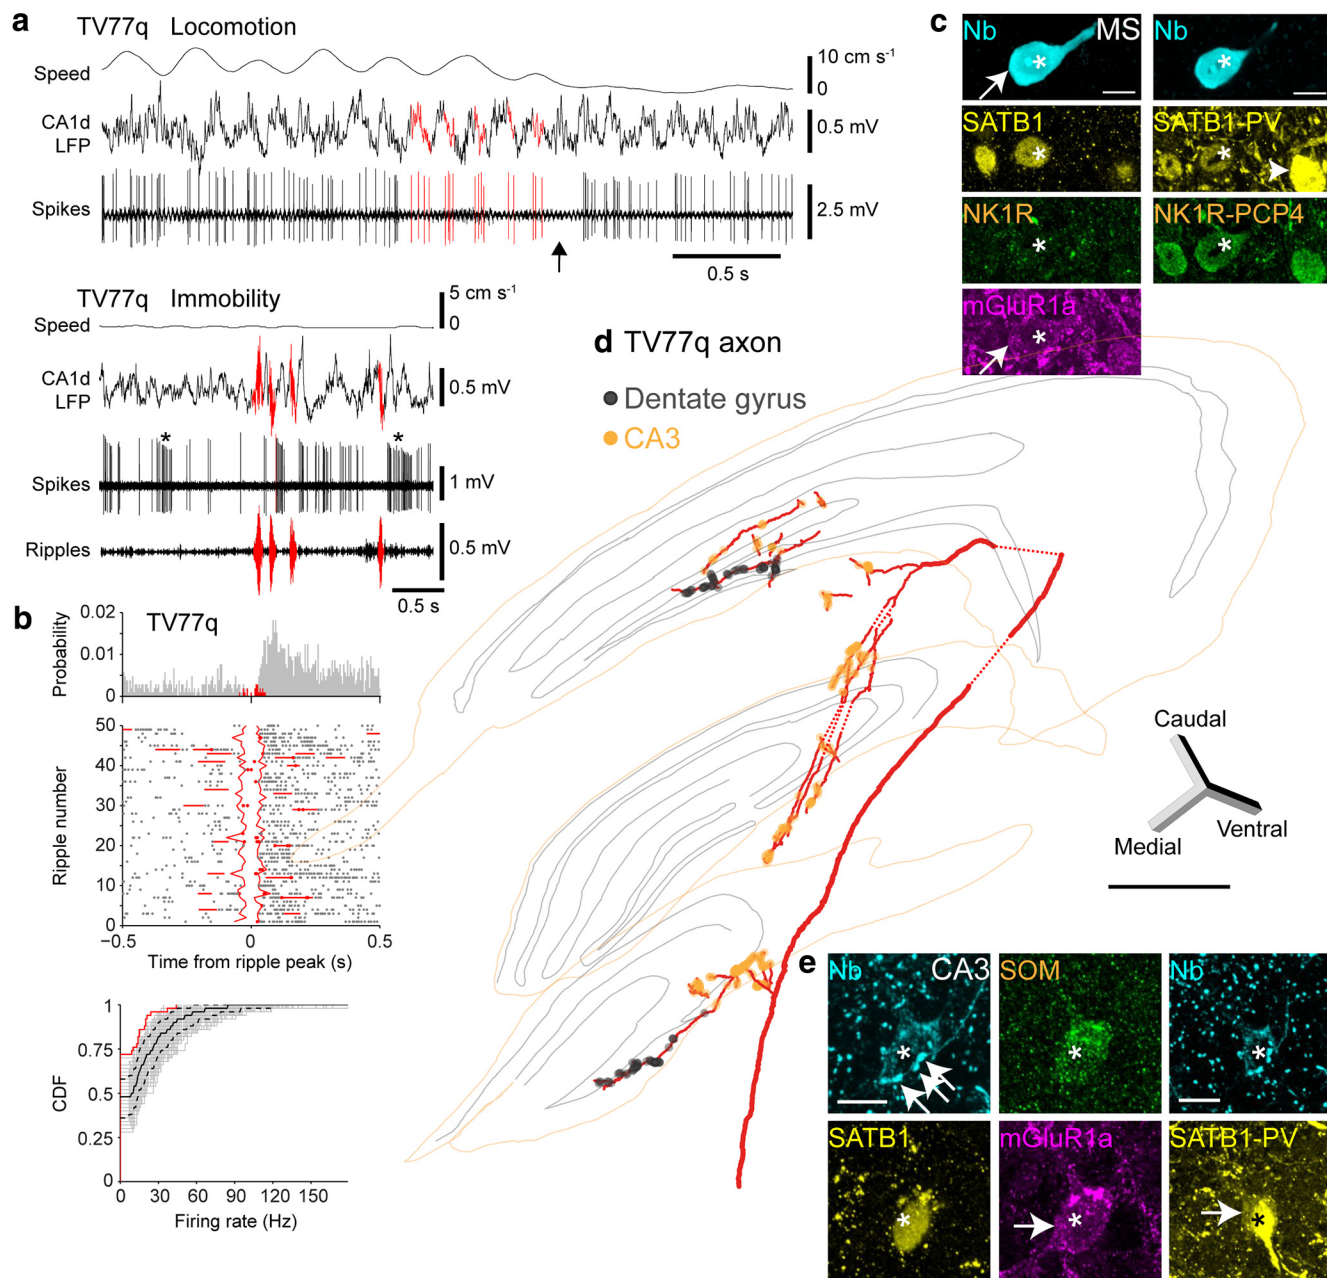 a
TV77q Locomotion
Speed
10 cm s⁻¹
0
CA1d
LFP
0.5 mV
Spikes
2.5 mV
0.5 s
TV77q Immobility
Speed
5 cm s⁻¹
0
CA1d
LFP
0.5 mV
*
*
Spikes
1 mV
Ripples
0.5 mV
0.5 s
b
TV77q
Probability
0.02
0.01
0
Ripple number
50
40
30
20
10
0
−0.5
0
0.5
Time from ripple peak (s)
CDF
1
0.75
0.5
0.25
0
0
30
60
90
120
150
Firing rate (Hz)
c
Nb
MS
*
Nb
*
SATB1
*
SATB1-PV
*
NK1R
*
NK1R-PCP4
*
mGluR1a
*
d
TV77q axon
Dentate gyrus
CA3
Caudal
Medial
Ventral
e
Nb
CA3
*
SOM
*
Nb
*
SATB1
*
mGluR1a
*
SATB1-PV
*